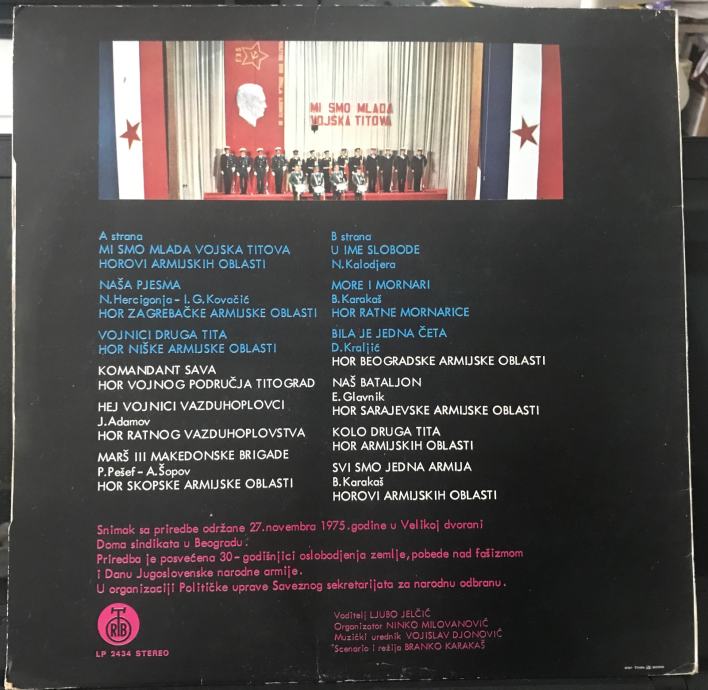 MI SMO MLADA
VOJSKA TITOVA
A strana
MI SMO MLADA VOJSKA TITOVA
HOROVI ARMIJSKIH OBLASTI
NAŠA PJESMA
N.Hercigonja - I.G.Kovačić
HOR ZAGREBAČKE ARMIJSKE OBLASTI
VOJNICI DRUGA TITA
HOR NIŠKE ARMIJSKE OBLASTI
KOMANDANT SAVA
HOR VOJNOG PODRUČJA TITOGRAD
HEJ VOJNICI VAZDUHOPLOVCI
J.Adamov
HOR RATNOG VAZDUHOPLOVSTVA
MARŠ III MAKEDONSKE BRIGADE
P.Pešef - A.Šopov
HOR SKOPSKE ARMIJSKE OBLASTI
B strana
U IME SLOBODE
N.Kalodjera
MORE I MORNARI
B.Karakaš
HOR RATNE MORNARICE
BILA JE JEDNA ČETA
D.Kraljić
HOR BEOGRADSKE ARMIJSKE OBLASTI
NAŠ BATALJON
E.Glavnik
HOR SARAJEVSKE ARMIJSKE OBLASTI
KOLO DRUGA TITA
HOR ARMIJSKIH OBLASTI
SVI SMO JEDNA ARMIJA
B.Karakaš
HOROVI ARMIJSKIH OBLASTI
Snimak sa priredbe održane 27.novembra 1975.godine u Velikoj dvorani
Doma sindikata u Beogradu.
Priredba je posvećena 30-godišnjici oslobodjenja zemlje,pobede nad fašizmom
i Danu Jugoslovenske narodne armije.
U organizaciji Političke uprave Saveznog sekretarijata za narodnu odbranu.
RTB
LP 2434 STEREO
Voditelj LJUBO JELČIĆ
Organizator NINKO MILOVANOVIĆ
Muzički urednik VOJISLAV DJONOVIĆ
Scenario i režija BRANKO KARAKAŠ